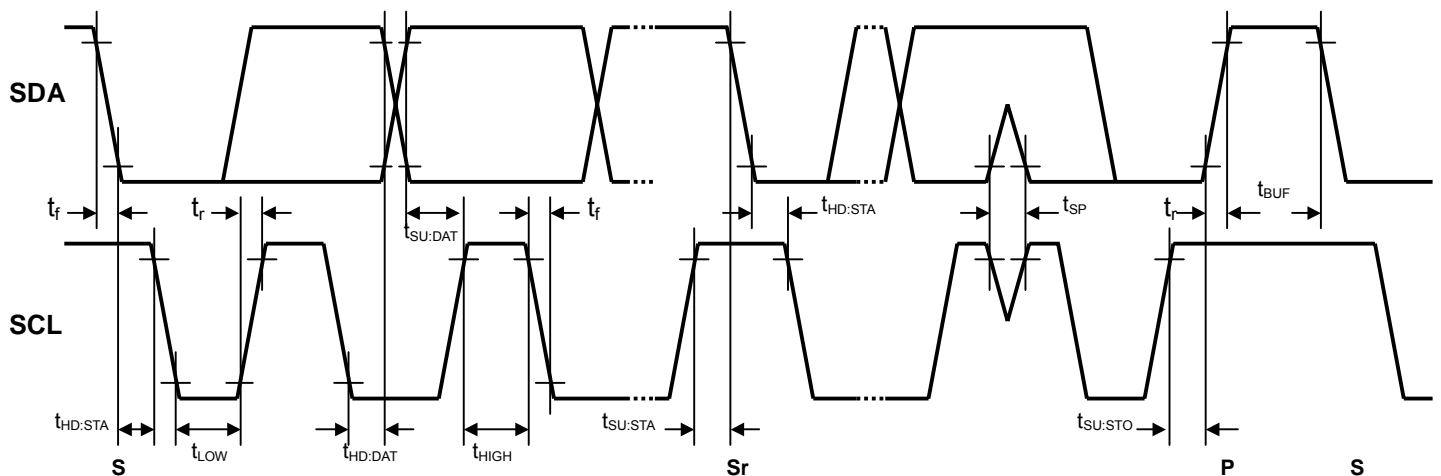 SDA
t_f t_r t_SU:DAT t_f t_HD:STA t_SP t_r t_BUF
SCL
t_HD:STA t_LOW t_HD:DAT t_HIGH t_SU:STA t_SU:STO
S Sr P S